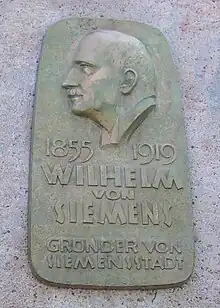 1855 1919
WILHELM
VON
SIEMENS
GRÜNDER VON
SIEMENSSTADT